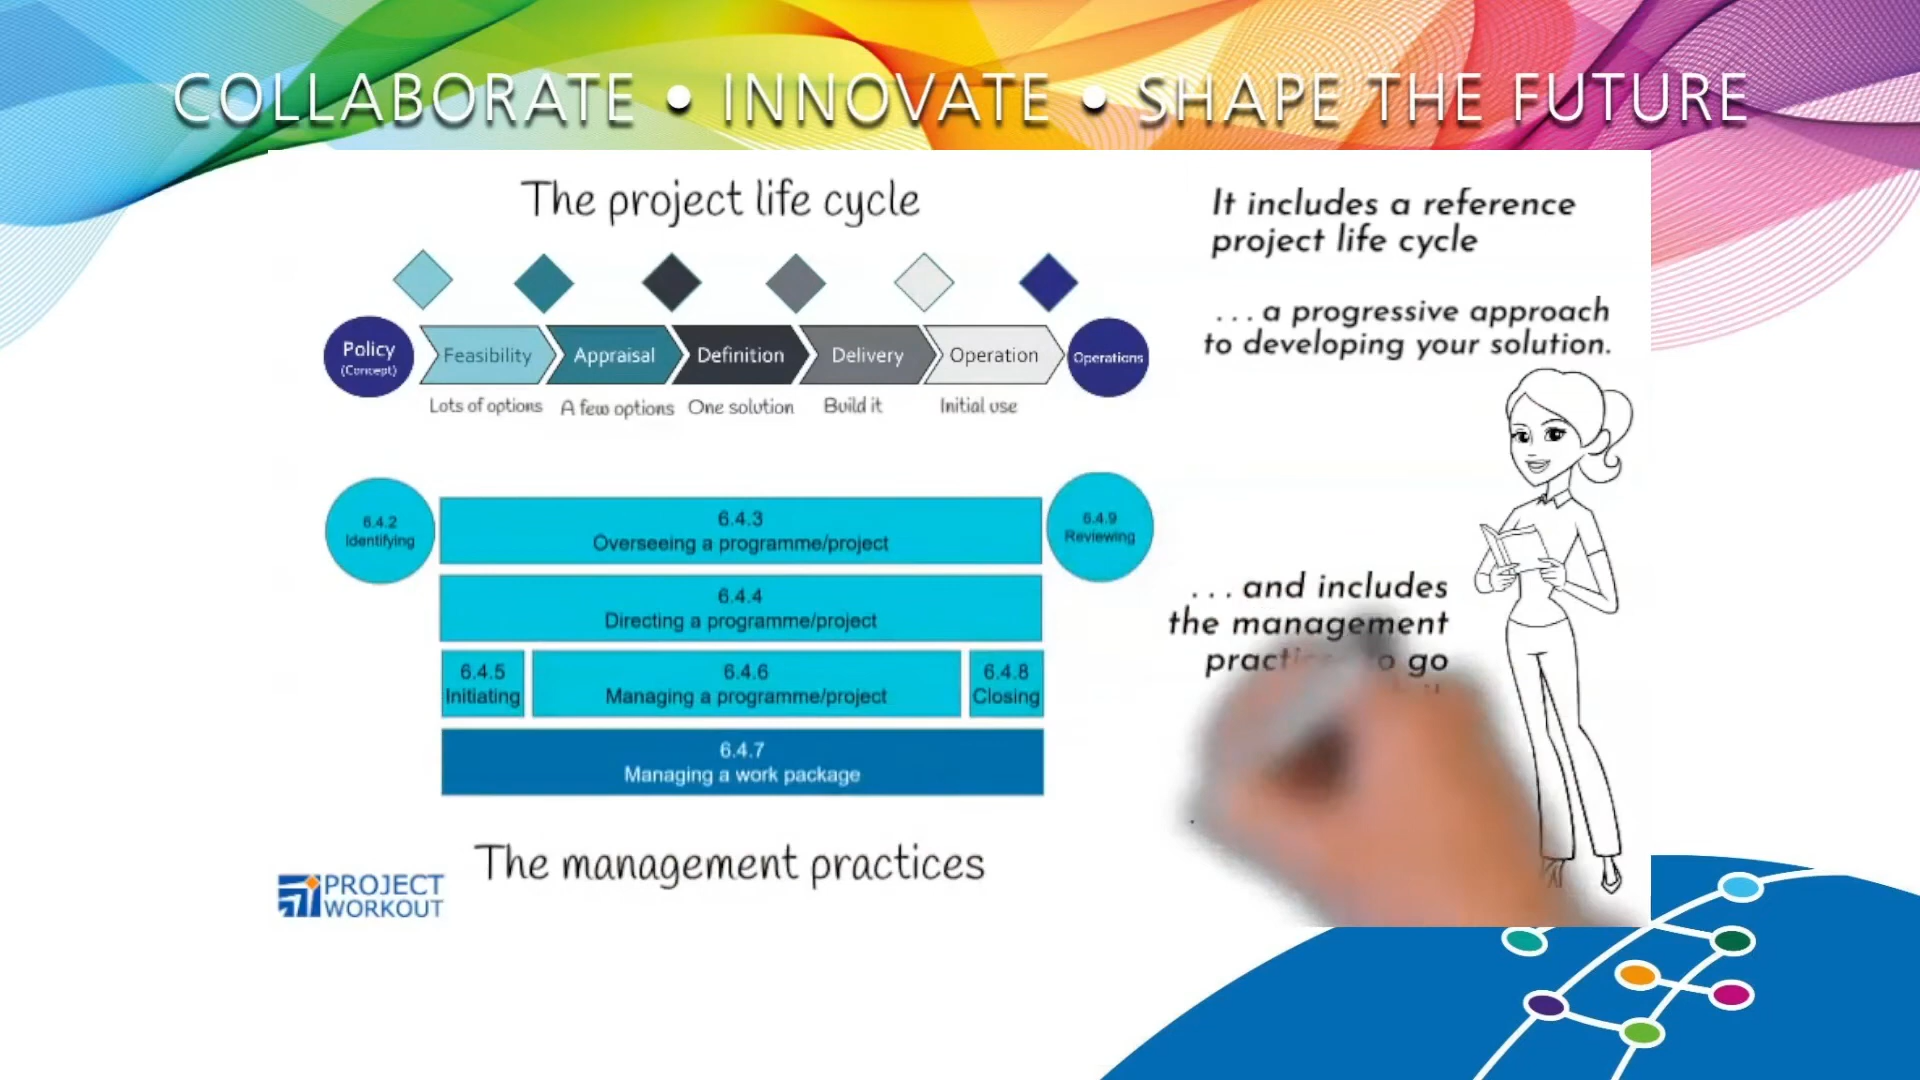 COLLABORATE • INNOVATE • SHAPE THE FUTURE
The project life cycle
Policy
(Concept)
Feasibility
Appraisal
Definition
Delivery
Operation
Operations
Lots of options
A few options
One solution
Build it
Initial use
It includes a reference
project life cycle
... a progressive approach
to developing your solution.
6.4.2
Identifying
6.4.3
Overseeing a programme/project
6.4.9
Reviewing
6.4.4
Directing a programme/project
6.4.5
Initiating
6.4.6
Managing a programme/project
6.4.8
Closing
6.4.7
Managing a work package
... and includes
the management
go
The management practices
PROJECT
WORKOUT